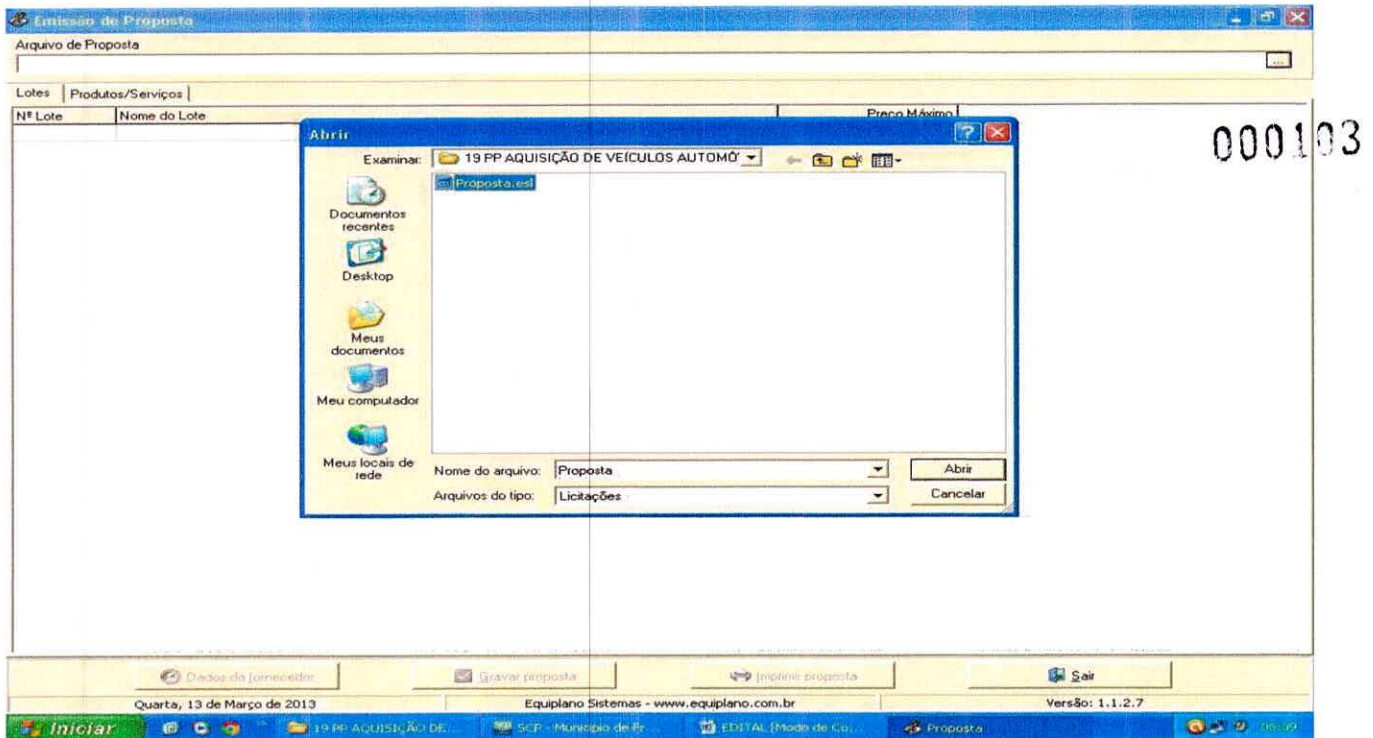 Emissão de Proposta
Arquivo de Proposta
...
Lotes Produtos/Serviços
Nº Lote Nome do Lote Preço Máximo
000103
Abrir
Examinar: 19 PP AQUISIÇÃO DE VEÍCULOS AUTOMÓ
Proposta.esl
Documentos
recentes
Desktop
Meus
documentos
Meu computador
Meus locais de
rede
Nome do arquivo: Proposta Abrir
Arquivos do tipo: Licitações Cancelar
Dados do fornecedor Gravar proposta Imprimir proposta Sair
Quarta, 13 de Março de 2013 Equiplano Sistemas - www.equiplano.com.br Versão: 1.1.2.7
Iniciar 19 PP AQUISIÇÃO DE... SCP - Município de Fr... EDITAL [Modo de Co... Proposta